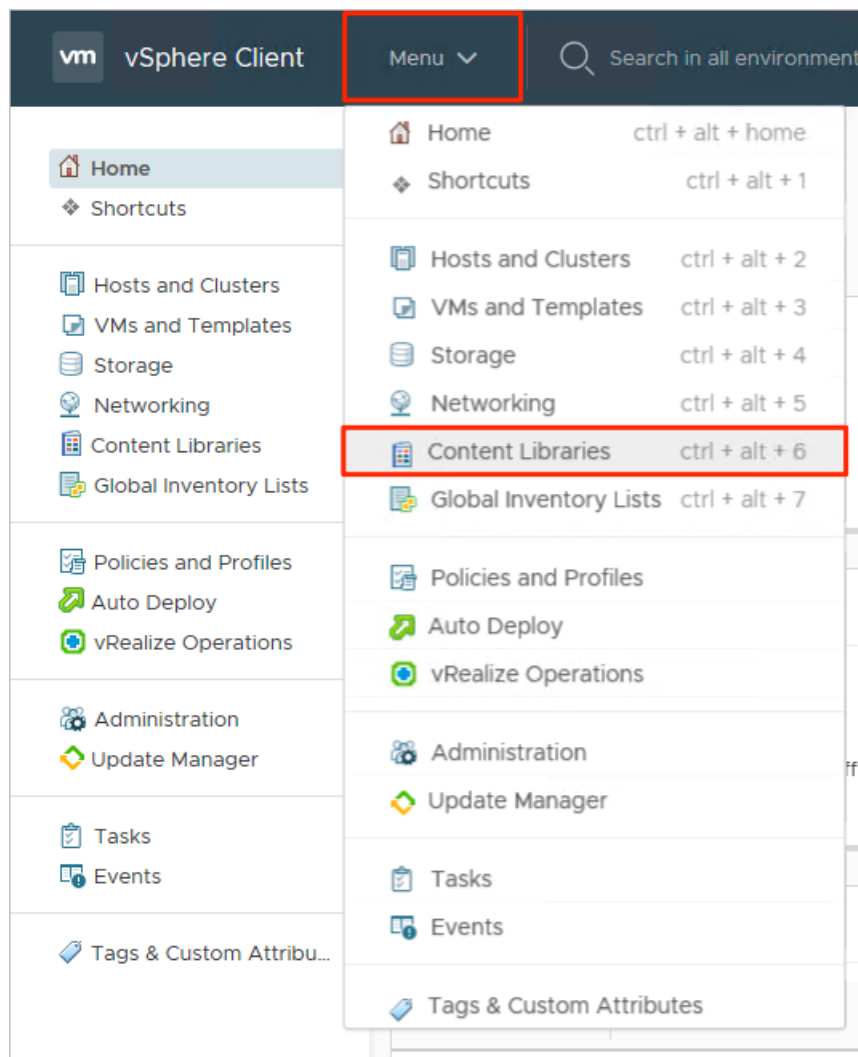 vm vSphere Client Menu Search in all environment
Home
Shortcuts
Hosts and Clusters
VMs and Templates
Storage
Networking
Content Libraries
Global Inventory Lists
Policies and Profiles
Auto Deploy
vRealize Operations
Administration
Update Manager
Tasks
Events
Tags & Custom Attribu...
Home ctrl + alt + home
Shortcuts ctrl + alt + 1
Hosts and Clusters ctrl + alt + 2
VMs and Templates ctrl + alt + 3
Storage ctrl + alt + 4
Networking ctrl + alt + 5
Content Libraries ctrl + alt + 6
Global Inventory Lists ctrl + alt + 7
Policies and Profiles
Auto Deploy
vRealize Operations
Administration
Update Manager
Tasks
Events
Tags & Custom Attributes